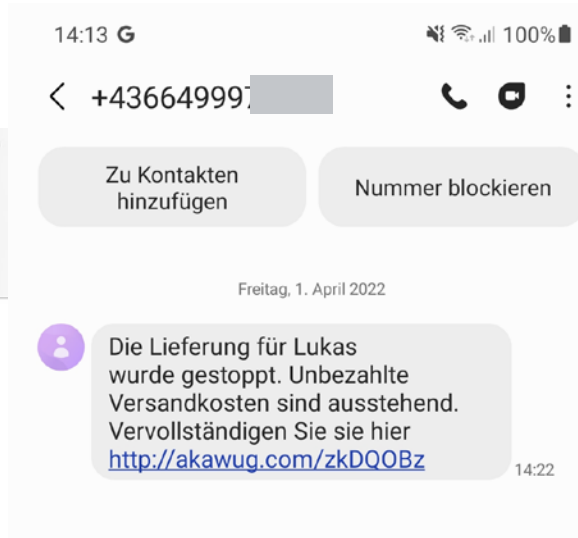 14:13 G 100%
+436649997
Zu Kontakten
hinzufügen
Nummer blockieren
Freitag, 1. April 2022
Die Lieferung für Lukas
wurde gestoppt. Unbezahlte
Versandkosten sind ausstehend.
Vervollständigen Sie sie hier
http://akawug.com/zkDQOBz
14:22